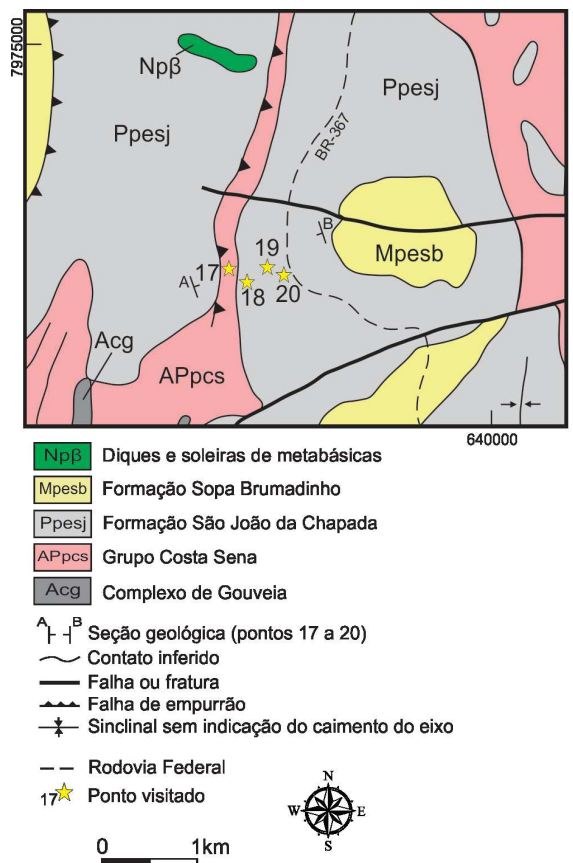 7975000
Npβ
Ppesj
Ppesj
BR-367
B
Mpesb
A
17
19
18
20
Acg
APpcs
640000
Npβ Diques e soleiras de metabásicas
Mpesb Formação Sopa Brumadinho
Ppesj Formação São João da Chapada
APpcs Grupo Costa Sena
Acg Complexo de Gouveia
A B Seção geológica (pontos 17 a 20)
Contato inferido
Falha ou fratura
Falha de empurrão
Sinclinal sem indicação do caimento do eixo
Rodovia Federal
17 Ponto visitado
N
W E
S
0 1km